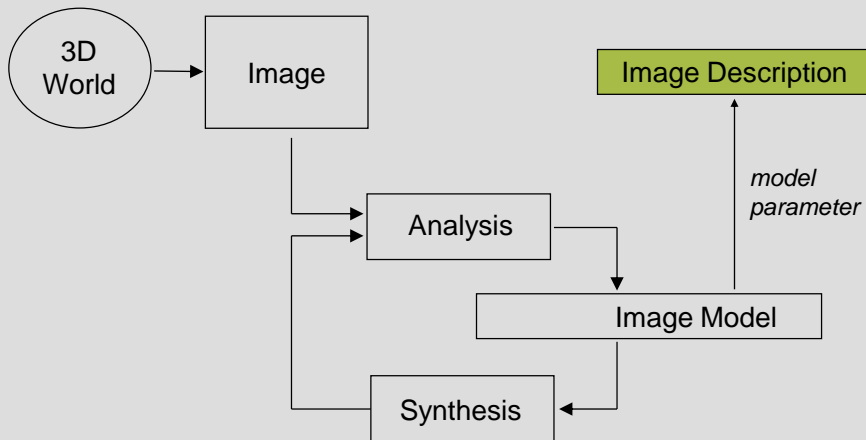 3D
World
Image
Image Description
model
parameter
Analysis
Image Model
Synthesis